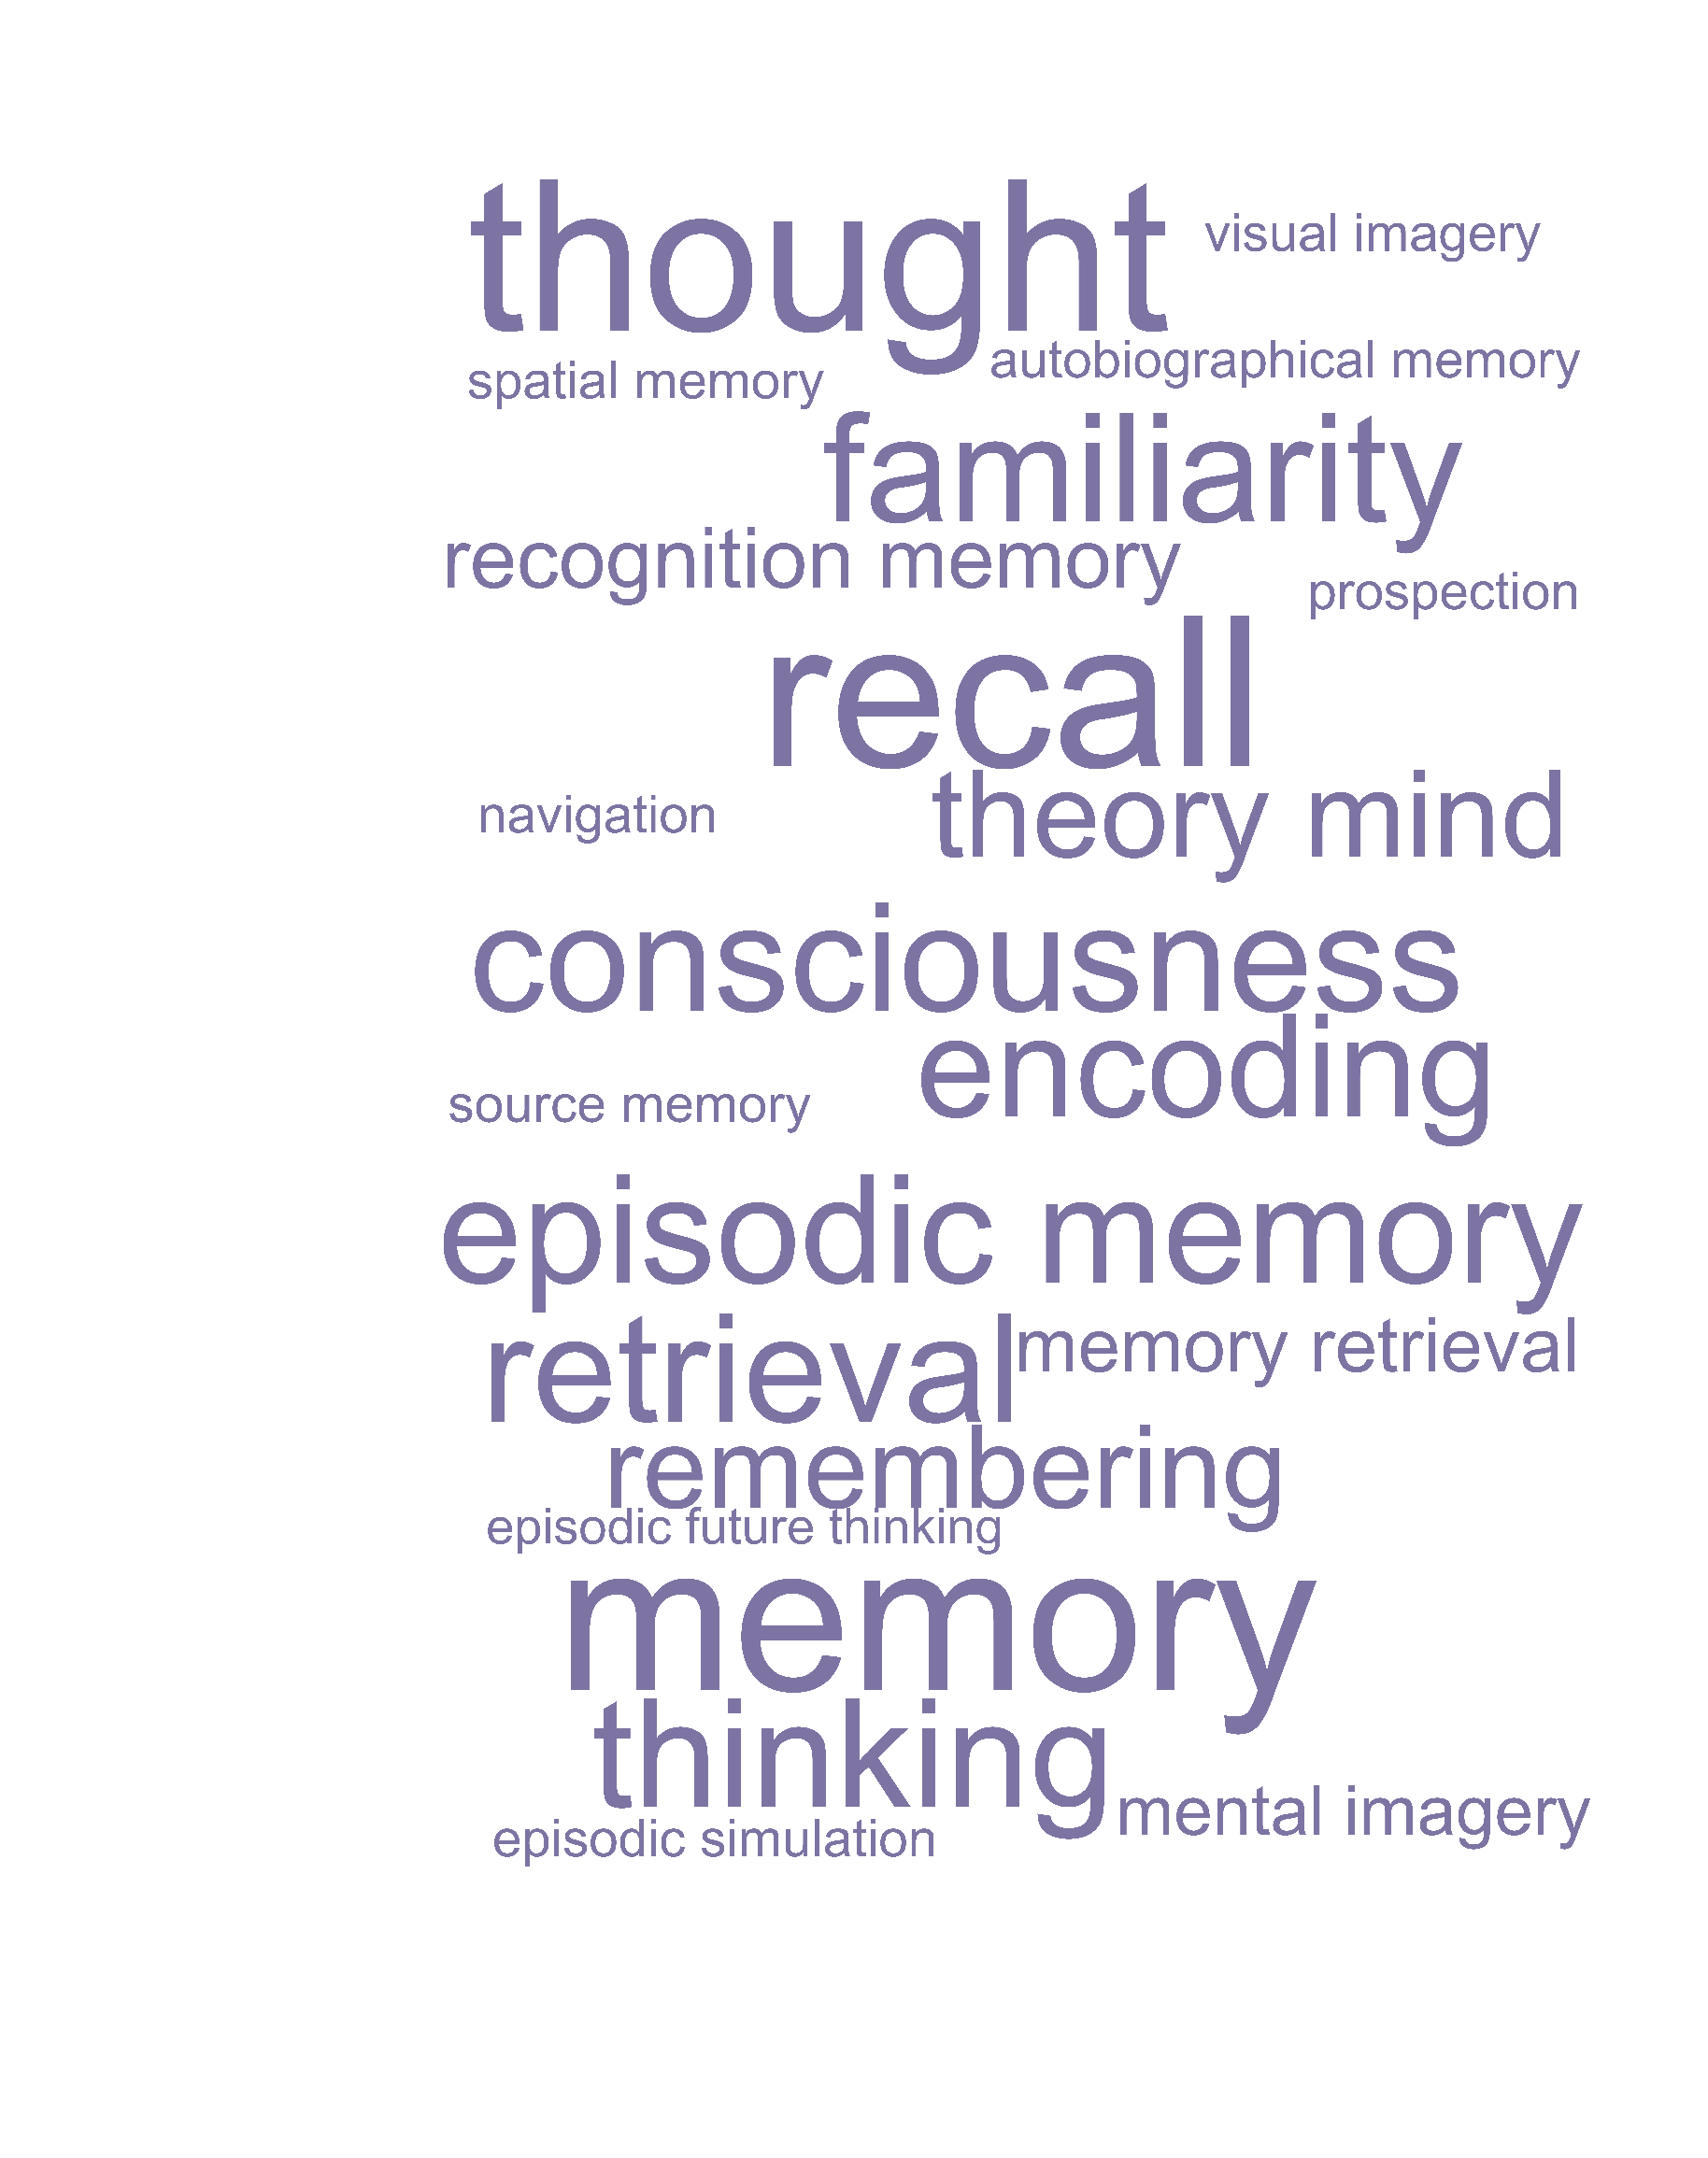 thought
visual imagery
autobiographical memory
spatial memory
familiarity
recognition memory
prospection
recall
navigation
theory mind
consciousness
encoding
source memory
episodic memory
retrieval
memory retrieval
remembering
episodic future thinking
memory
thinking
mental imagery
episodic simulation